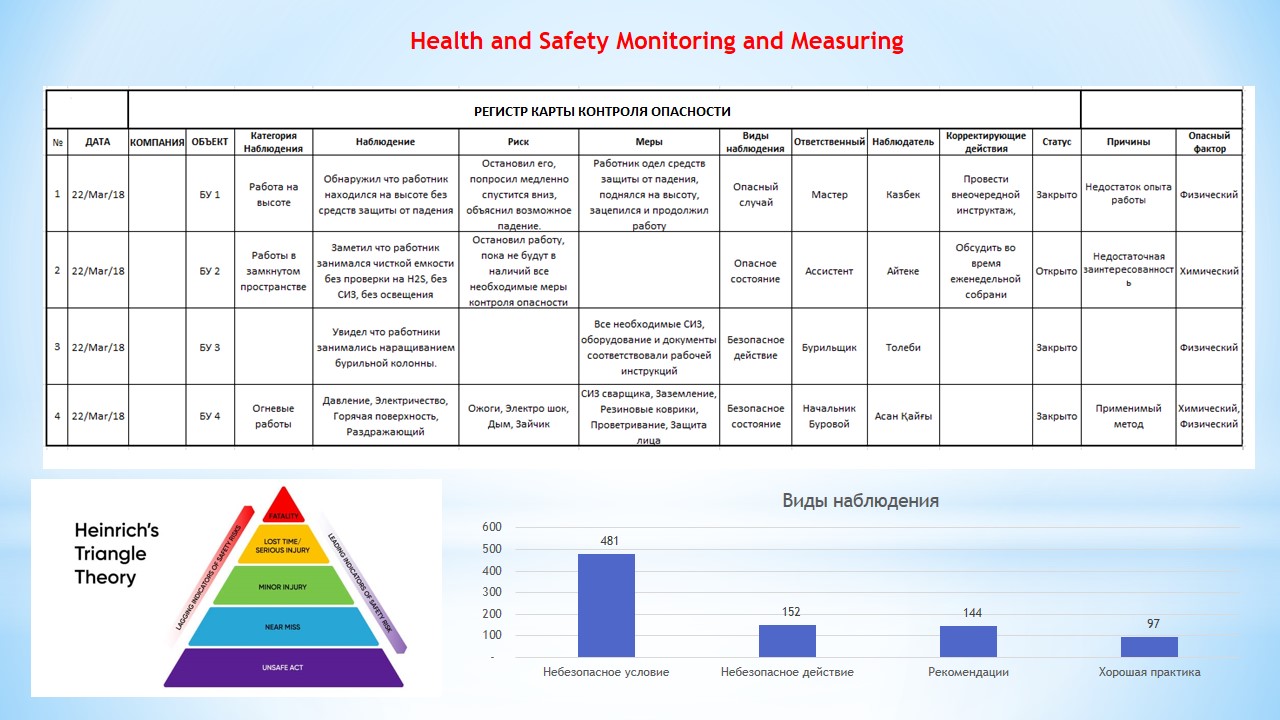 Health and Safety Monitoring and Measuring
РЕГИСТР КАРТЫ КОНТРОЛЯ ОПАСНОСТИ
№ ДАТА КОМПАНИЯ ОБЪЕКТ Категория Наблюдения Наблюдение Риск Меры Виды наблюдения Ответственный Наблюдатель Корректирующие действия Статус Причины Опасный фактор
1 22/Mar/18 БУ 1 Работа на высоте Обнаружил что работник находился на высоте без средств защиты от падения Остановил его, попросил медленно спустится вниз, объяснил возможное падение. Работник одел средств защиты от падения, поднялся на высоту, зацепился и продолжил работу Опасный случай Мастер Казбек Провести внеочередной инструктаж, Закрыто Недостаток опыта работы Физический
2 22/Mar/18 БУ 2 Работы в замкнутом пространстве Заметил что работник занимался чисткой емкости без проверки на H2S, без СИЗ, без освещения Остановил работу, пока не будут в наличий все необходимые меры контроля опасности Опасное состояние Ассистент Айтеке Обсудить во время еженедельной собрани Открыто Недостаточная заинтересованность Химический
3 22/Mar/18 БУ 3 Увидел что работники занимались наращиванием бурильной колонны. Все необходимые СИЗ, оборудование и документы соответствовали рабочей инструкций Безопасное действие Бурильщик Толеби Закрыто Физический
4 22/Mar/18 БУ 4 Огневые работы Давление, Электричество, Горячая поверхность, Раздражающий Ожоги, Электро шок, Дым, Зайчик СИЗ сварщика, Заземление, Резиновые коврики, Проветривание, Защита лица Безопасное состояние Начальник Буровой Асан Қайғы Закрыто Применимый метод Химический, Физический
Heinrich's
Triangle
Theory
LAGGING INDICATORS OF SAFETY RISKS
LEADING INDICATORS OF SAFETY RISK
FATALITY
LOST TIME/
SERIOUS INJURY
MINOR INJURY
NEAR MISS
UNSAFE ACT
Виды наблюдения
600
500
400
300
200
100
-
481
152
144
97
Небезопасное условие
Небезопасное действие
Рекомендации
Хорошая практика